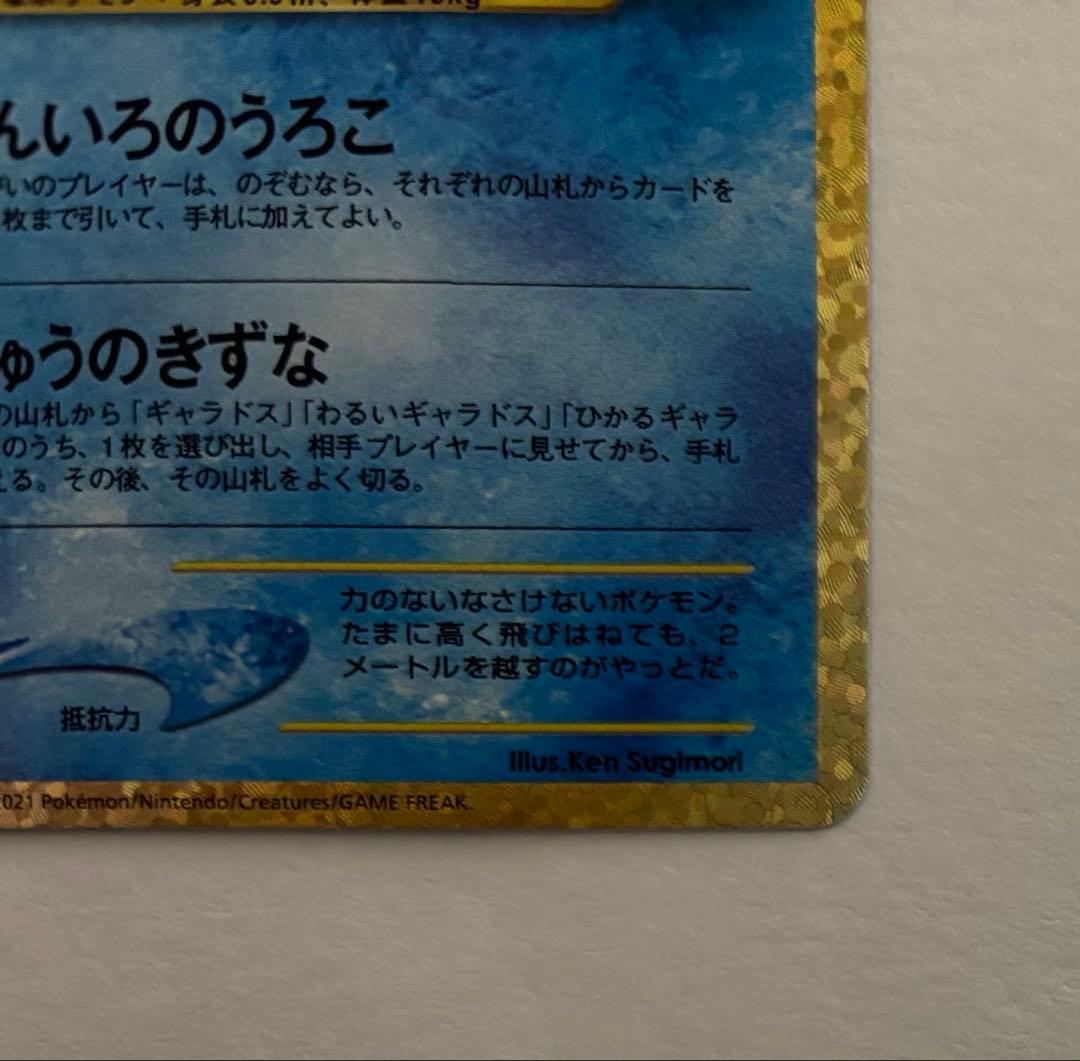 んいろのうろこ
いのプレイヤーは、のぞむなら、それぞれの山札からカードを
枚まで引いて、手札に加えてよい。
ゅうのきずな
の山札から「ギャラドス」「わるいギャラドス」「ひかるギャラ
のうち、1枚を選び出し、相手プレイヤーに見せてから、手札
える。その後、その山札をよく切る。
力のないなさけないポケモン。
たまに高く飛びはねても、2
メートルを越すのがやっとだ。
抵抗力
Illus.Ken Sugimori
2021 Pokémon/Nintendo/Creatures/GAME FREAK.